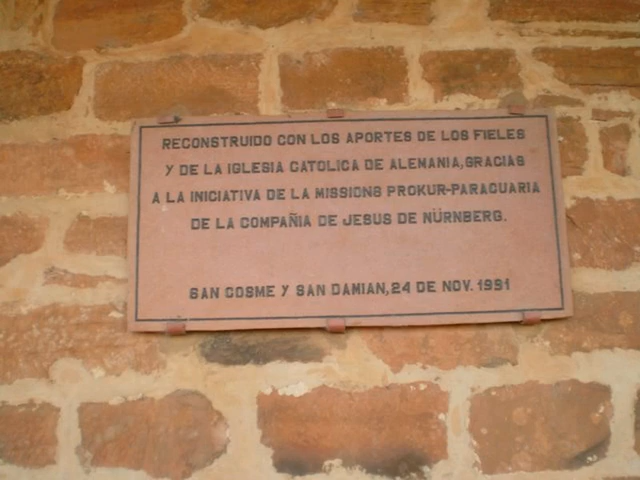 RECONSTRUIDO CON LOS APORTES DE LOS FIELES
Y DE LA IGLESIA CATOLICA DE ALEMANIA, GRACIAS
A LA INICIATIVA DE LA MISSIONS PROKUR-PARACUARIA
DE LA COMPAÑIA DE JESUS DE NÜRNBERG.
SAN COSME Y SAN DAMIAN, 24 DE NOV. 1991